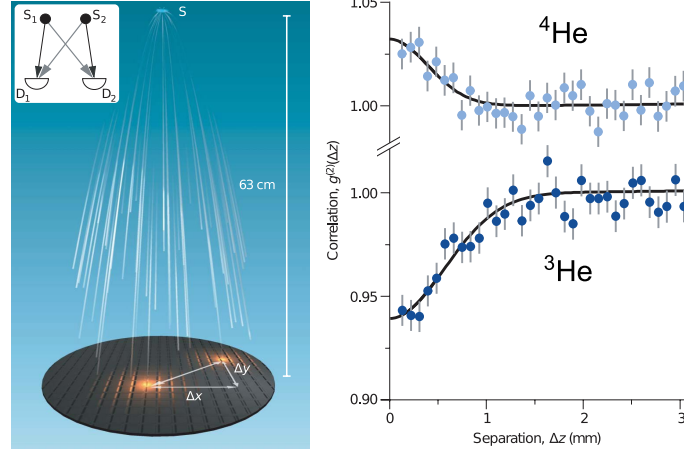 S₁ S₂
D₁ D₂
S
63 cm
Δy
Δx
⁴He
³He
1.05
1.00
1.00
0.95
0.90
Correlation, g⁽²⁾(Δz)
0 1 2 3
Separation, Δz (mm)